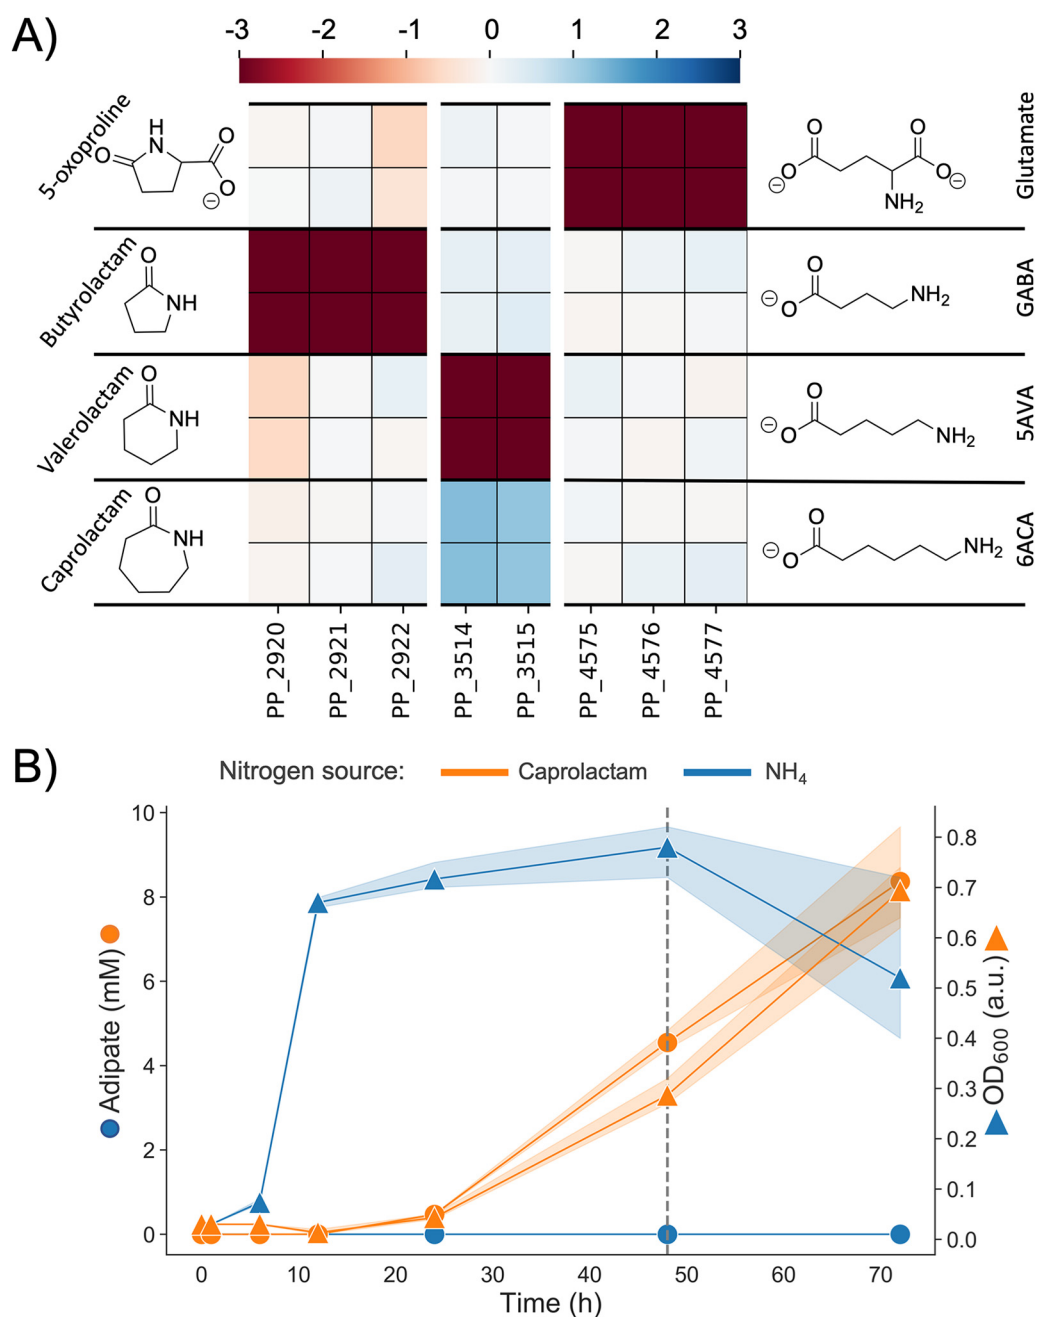 A)
-3 -2 -1 0 1 2 3
5-oxoproline
H
N
O
O
O
⊖
O
O
O
O
⊖
⊖
NH2
Glutamate
Butyrolactam
O
NH
O
⊖
O
NH2
GABA
Valerolactam
O
NH
O
⊖
O
NH2
5AVA
Caprolactam
O
NH
O
⊖
O
NH2
6ACA
PP_2920 PP_2921 PP_2922 PP_3514 PP_3515 PP_4575 PP_4576 PP_4577
B)
Nitrogen source: Caprolactam NH4
Adipate (mM)
10
8
6
4
2
0
0.8
0.7
0.6
0.5
0.4
0.3
0.2
0.1
0.0
OD600 (a.u.)
0 10 20 30 40 50 60 70
Time (h)